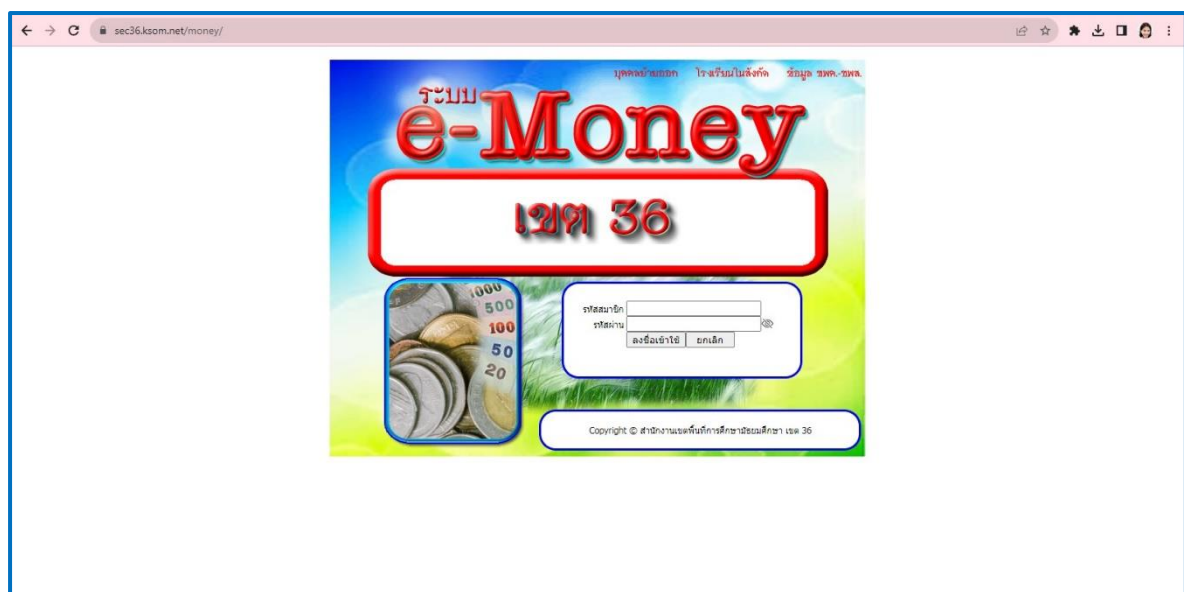 sec36.ksom.net/money/
บุคคลย้ายออก โรงเรียนในสังกัด ข้อมูล ชพค.-ชพส.
ระบบ
e-Money
เขต 36
1000
500
100
50
20
รหัสสมาชิก
รหัสผ่าน
ลงชื่อเข้าใช้ ยกเลิก
Copyright © สำนักงานเขตพื้นที่การศึกษามัธยมศึกษา เขต 36